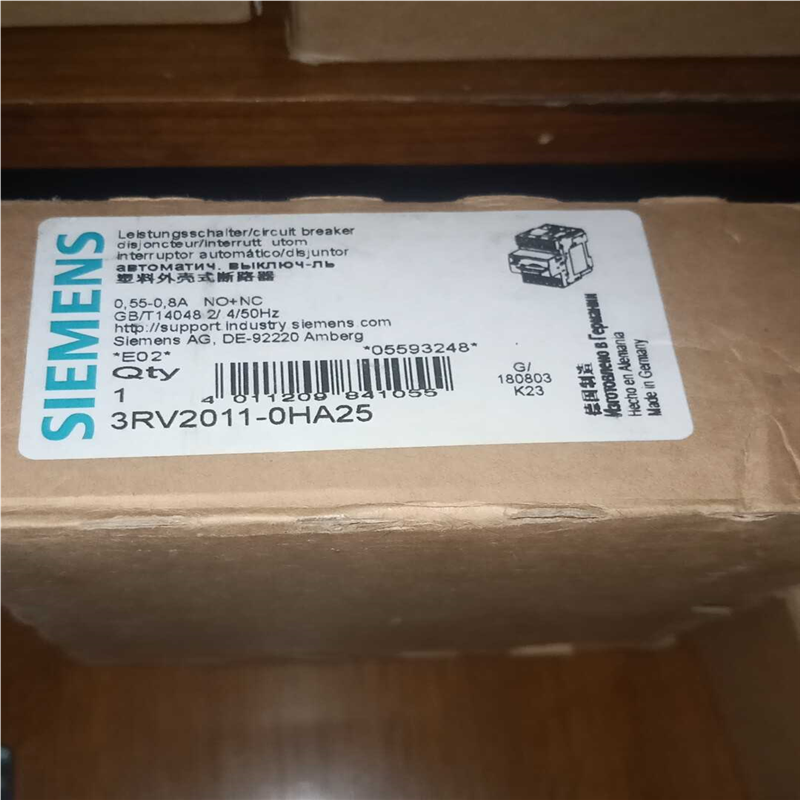 SIEMENS
Leistungsschalter/circuit breaker
disjoncteur/interrutt utom
interruptor automático/disjuntor
автоматич. выключ-ль
塑料外壳式断路器
0,55-0,8A NO+NC
GB/T14048 2/ 4/50Hz
http://support industry siemens com
Siemens AG, DE-92220 Amberg
*E02* *05593248*
Qty
1
4 011209 841055
3RV2011-0HA25
G/
180803
K23
德国制造
Изготовлено в Германии
Hecho en Alemania
Made in Germany